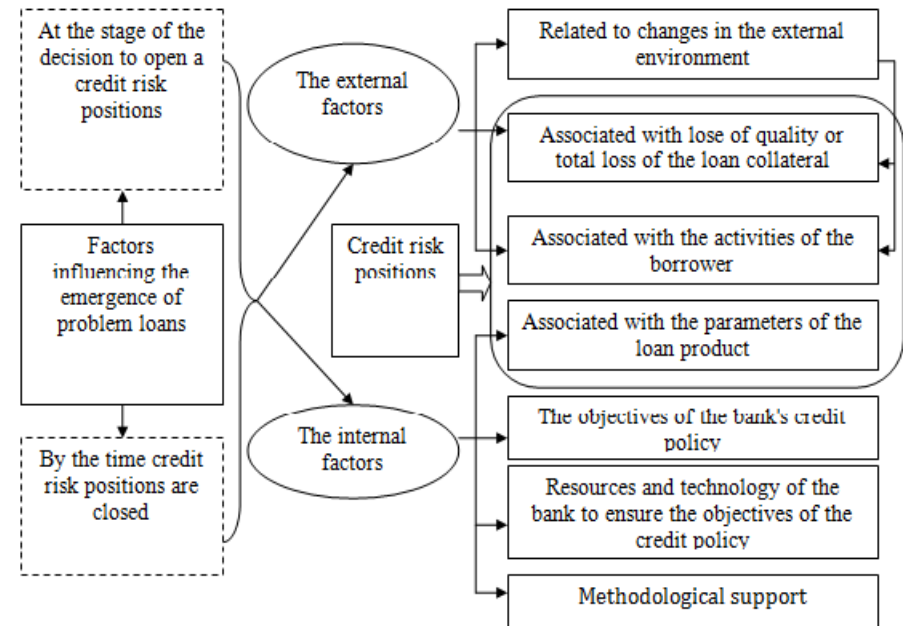 At the stage of the
decision to open a
credit risk
positions
Factors
influencing the
emergence of
problem loans
By the time credit
risk positions are
closed
The external
factors
Credit risk
positions
The internal
factors
Related to changes in the external
environment
Associated with lose of quality or
total loss of the loan collateral
Associated with the activities of the
borrower
Associated with the parameters of the
loan product
The objectives of the bank's credit
policy
Resources and technology of the
bank to ensure the objectives of the
credit policy
Methodological support